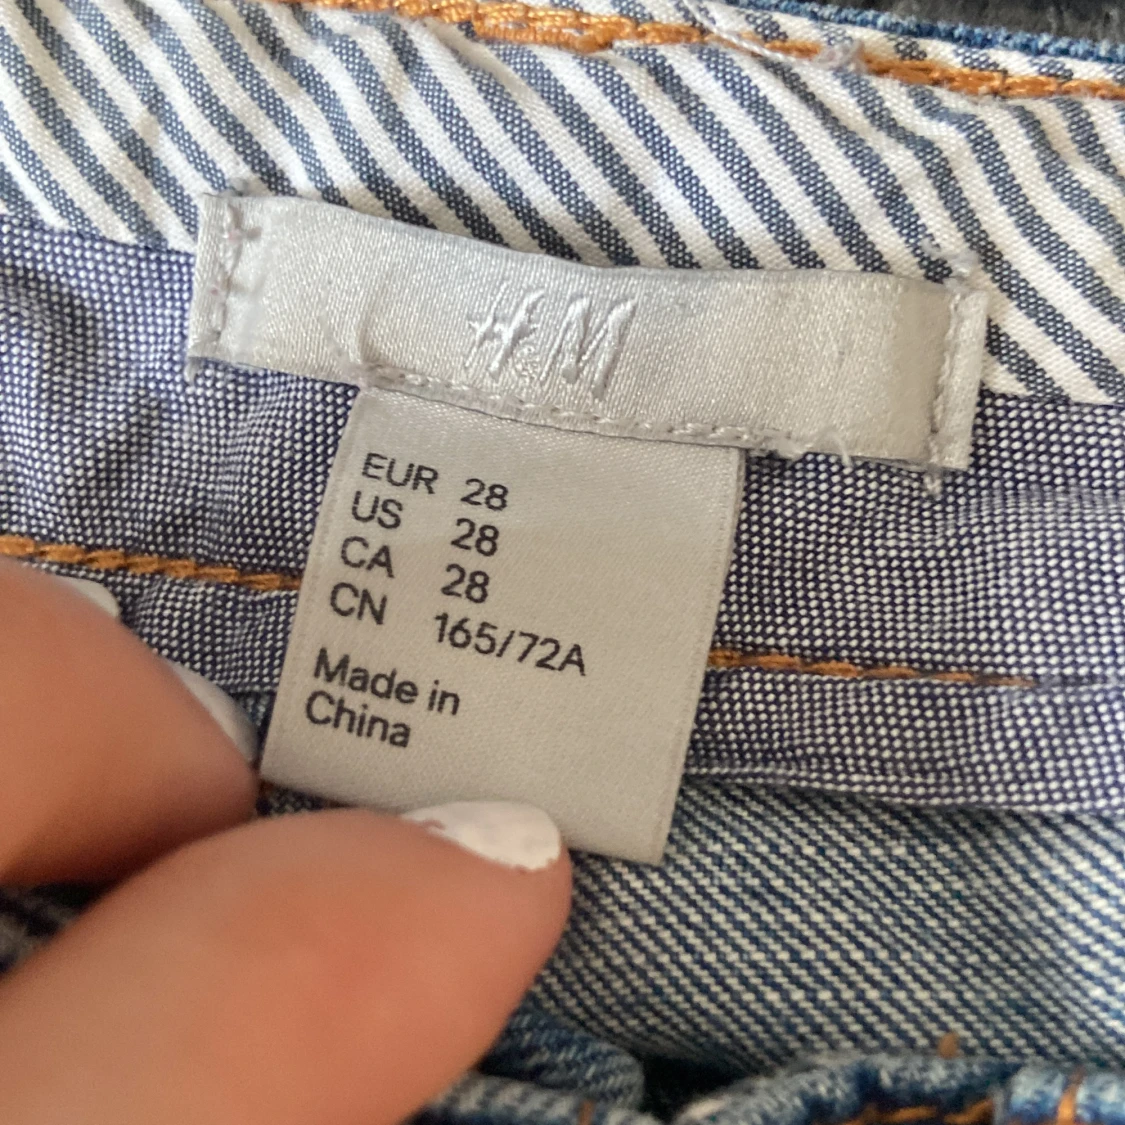 H&M
EUR 28
US 28
CA 28
CN 165/72A
Made in
China